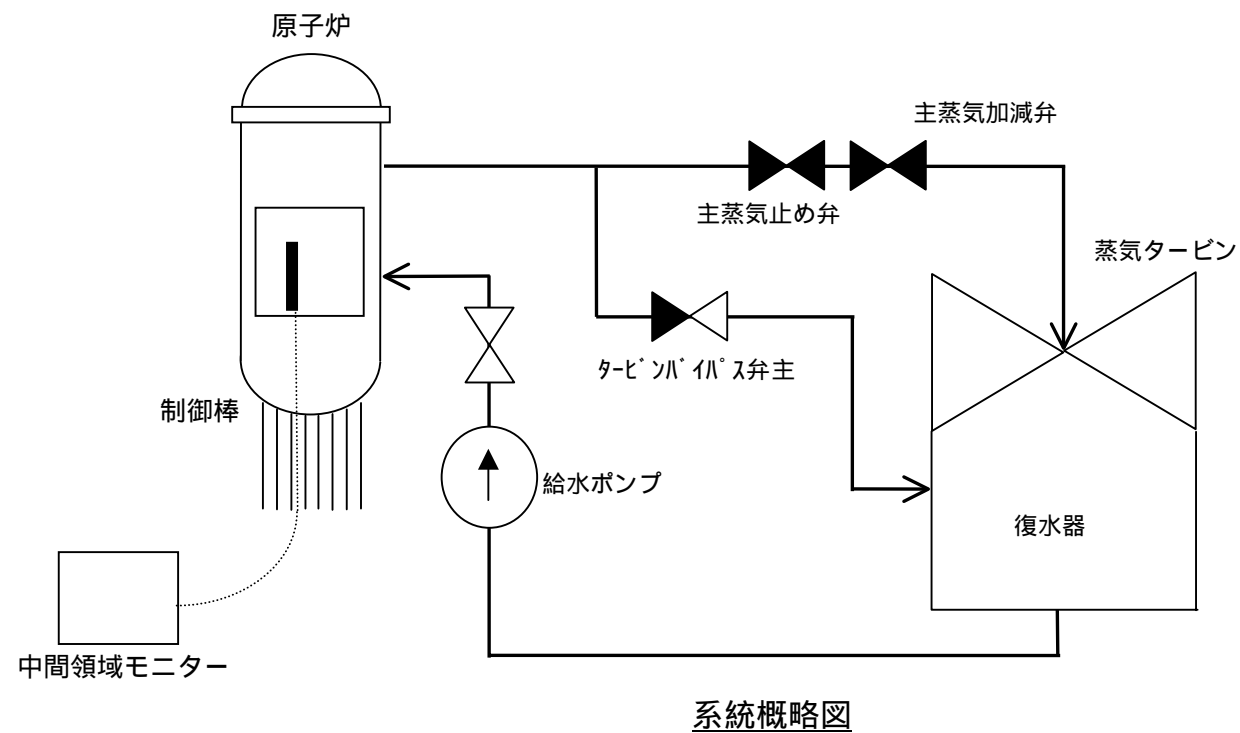 原子炉
主蒸気加減弁
主蒸気止め弁
蒸気タービン
ﾀｰﾋﾞﾝﾊﾞｲﾊﾟｽ弁主
制御棒
給水ポンプ
復水器
中間領域モニター
系統概略図